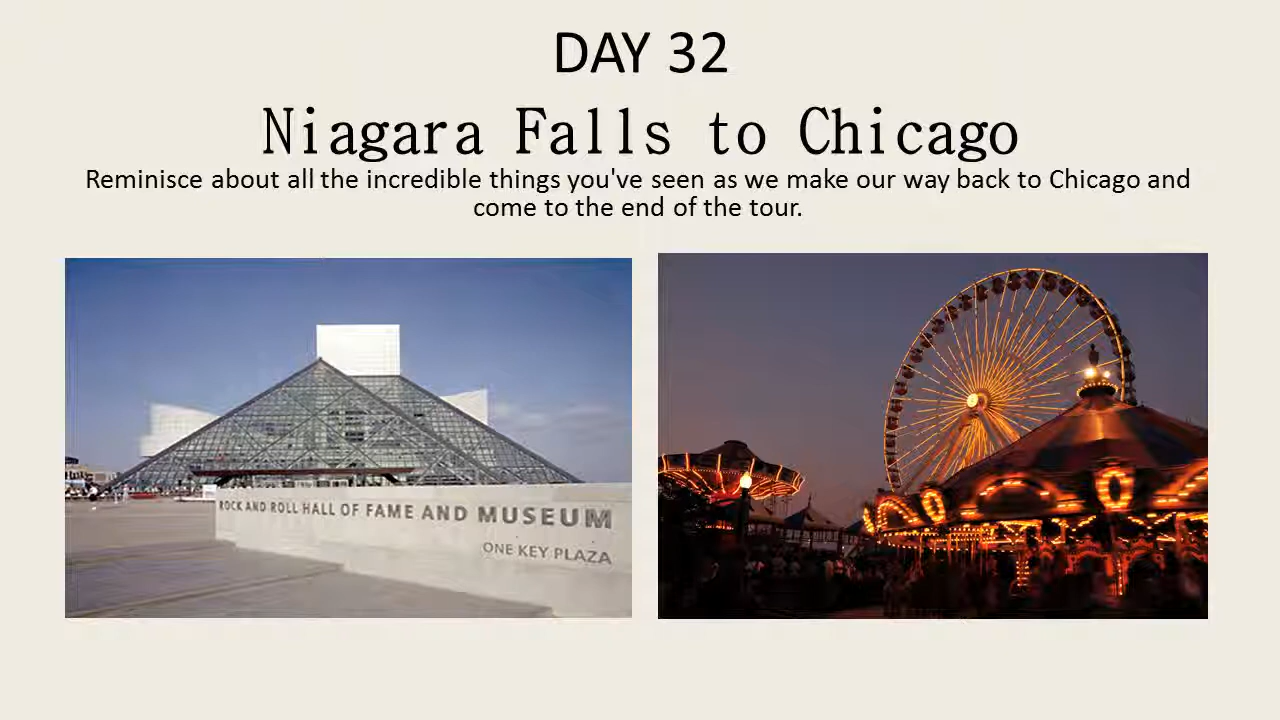 DAY 32
Niagara Falls to Chicago
Reminisce about all the incredible things you've seen as we make our way back to Chicago and
come to the end of the tour.
ROCK AND ROLL HALL OF FAME AND MUSEUM
ONE KEY PLAZA